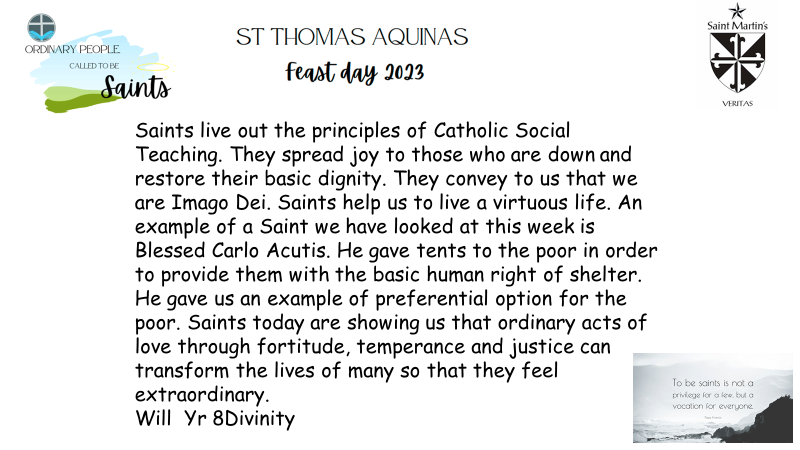 ORDINARY PEOPLE
CALLED TO BE
Saints
ST THOMAS AQUINAS
Feast day 2023
Saint Martin's
VERITAS
Saints live out the principles of Catholic Social
Teaching. They spread joy to those who are down and
restore their basic dignity. They convey to us that we
are Imago Dei. Saints help us to live a virtuous life. An
example of a Saint we have looked at this week is
Blessed Carlo Acutis. He gave tents to the poor in order
to provide them with the basic human right of shelter.
He gave us an example of preferential option for the
poor. Saints today are showing us that ordinary acts of
love through fortitude, temperance and justice can
transform the lives of many so that they feel
extraordinary.
Will Yr 8Divinity
To be saints is not a
privilege for a few, but a
vocation for everyone.